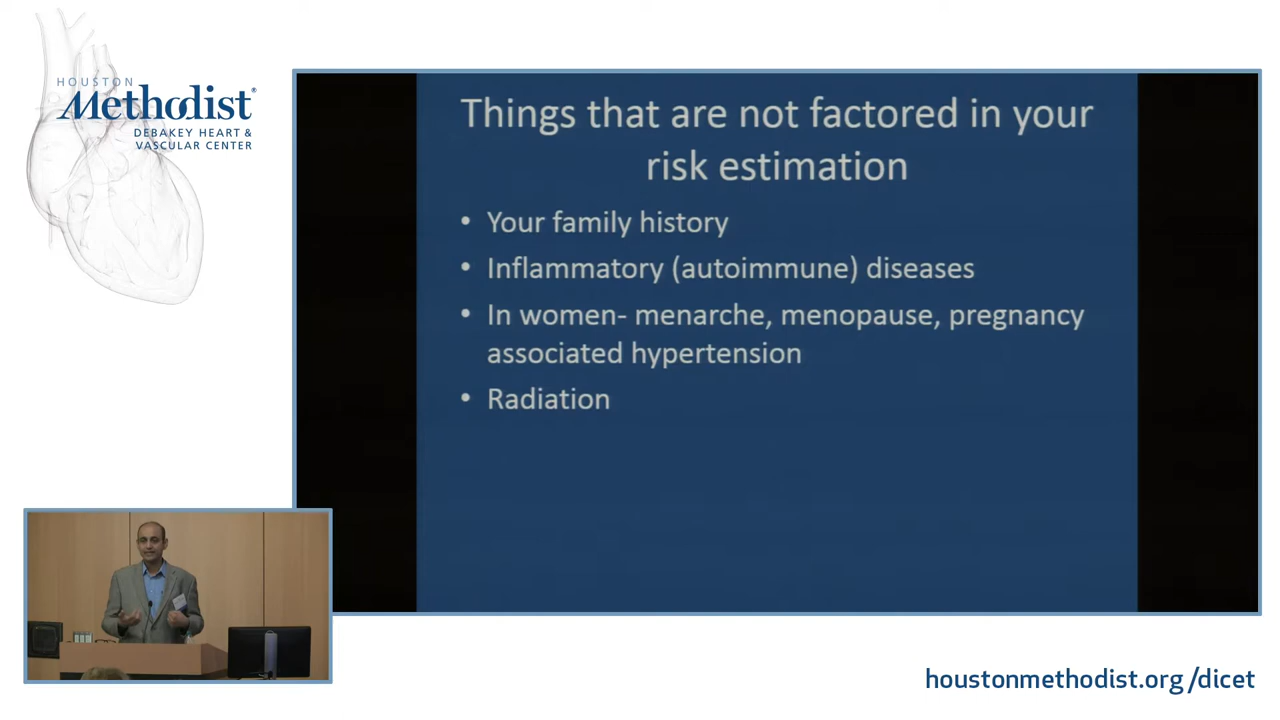 HOUSTON
Methodist®
DEBAKEY HEART &
VASCULAR CENTER
Things that are not factored in your
risk estimation
• Your family history
• Inflammatory (autoimmune) diseases
• In women- menarche, menopause, pregnancy
associated hypertension
• Radiation
houstonmethodist.org/dicet